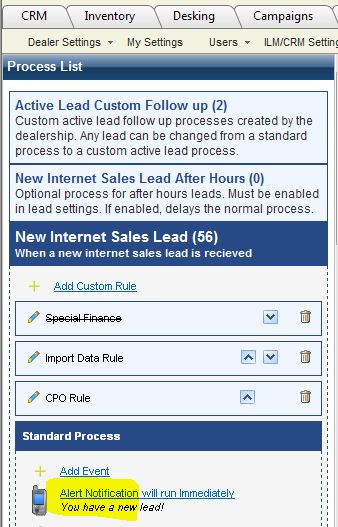 CRM Inventory Desking Campaigns
Dealer Settings My Settings Users ILM/CRM Setting
Process List
Active Lead Custom Follow up (2)
Custom active lead follow up processes created by the
dealership. Any lead can be changed from a standard
process to a custom active lead process.
New Internet Sales Lead After Hours (0)
Optional process for after hours leads. Must be enabled
in lead settings. If enabled, delays the normal process.
New Internet Sales Lead (56)
When a new internet sales lead is recieved
Add Custom Rule
Special Finance
Import Data Rule
CPO Rule
Standard Process
Add Event
Alert Notification will run Immediately
You have a new lead!